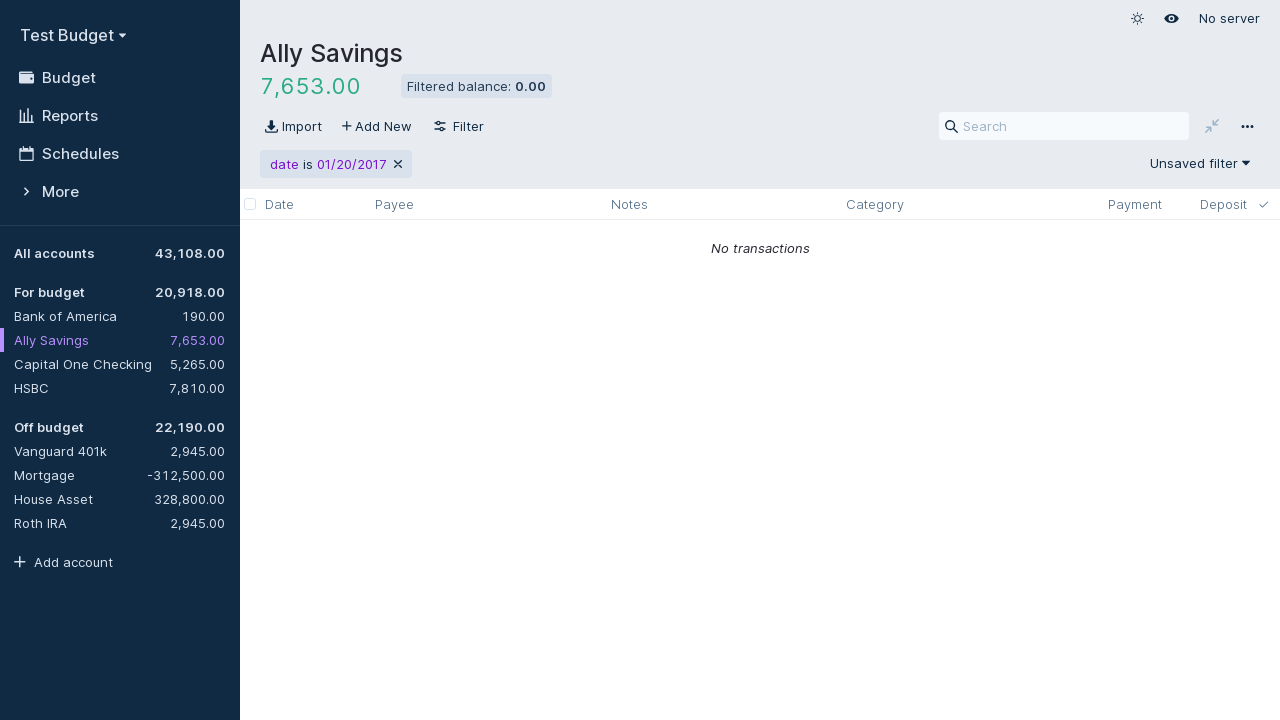 Test Budget
Budget
Reports
Schedules
More
All accounts 43,108.00
For budget 20,918.00
Bank of America 190.00
Ally Savings 7,653.00
Capital One Checking 5,265.00
HSBC 7,810.00
Off budget 22,190.00
Vanguard 401k 2,945.00
Mortgage -312,500.00
House Asset 328,800.00
Roth IRA 2,945.00
Add account
No server
Ally Savings
7,653.00 Filtered balance: 0.00
Import Add New Filter Search
date is 01/20/2017 Unsaved filter
Date Payee Notes Category Payment Deposit
No transactions